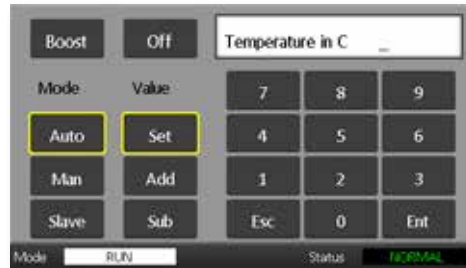 Boost Off Temperature in C _
Mode Value 7 8 9
Auto Set 4 5 6
Man Add 1 2 3
Slave Sub Esc 0 Ent
Mode RUN Status NORMAL